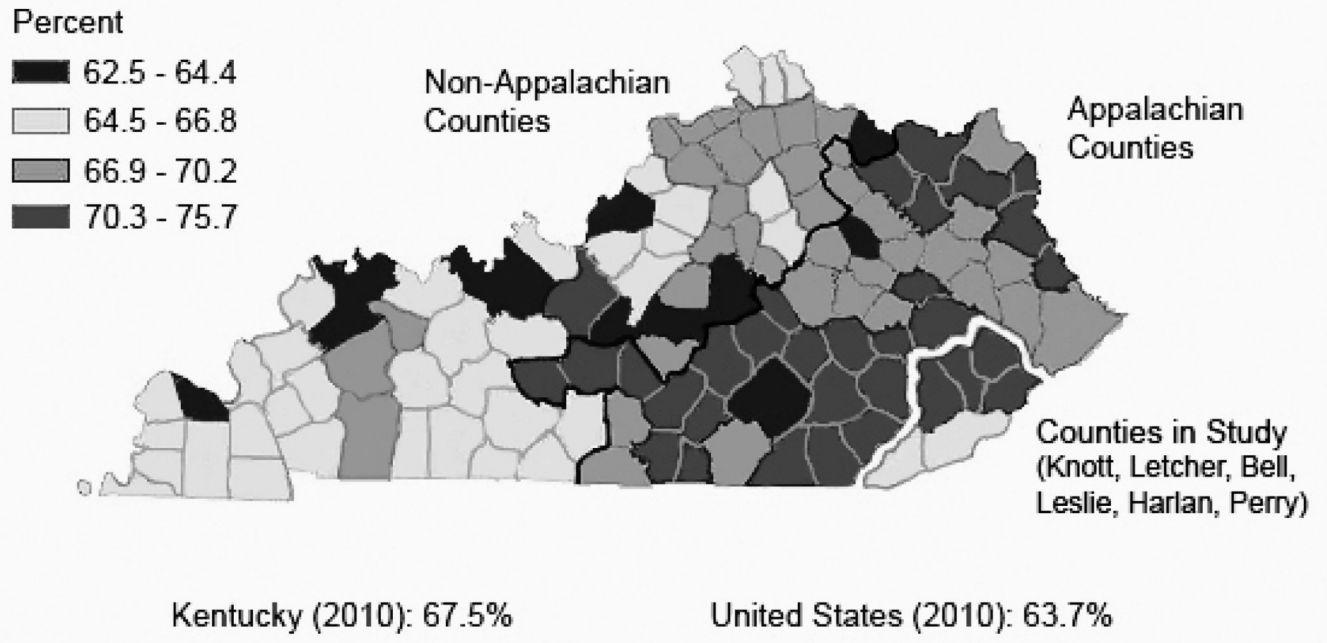 Percent
62.5 - 64.4
64.5 - 66.8
66.9 - 70.2
70.3 - 75.7
Non-Appalachian
Counties
Appalachian
Counties
Counties in Study
(Knott, Letcher, Bell,
Leslie, Harlan, Perry)
Kentucky (2010): 67.5%
United States (2010): 63.7%